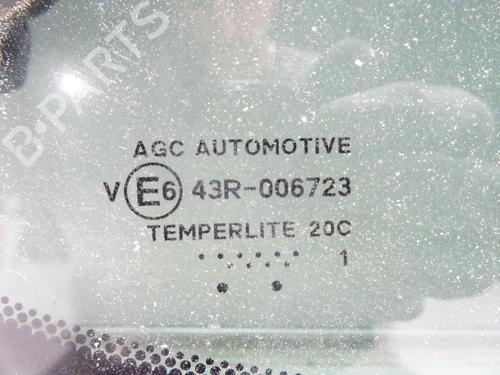 B-PARTS
AGC AUTOMOTIVE
V E6 43R-006723
TEMPERLITE 20C
1